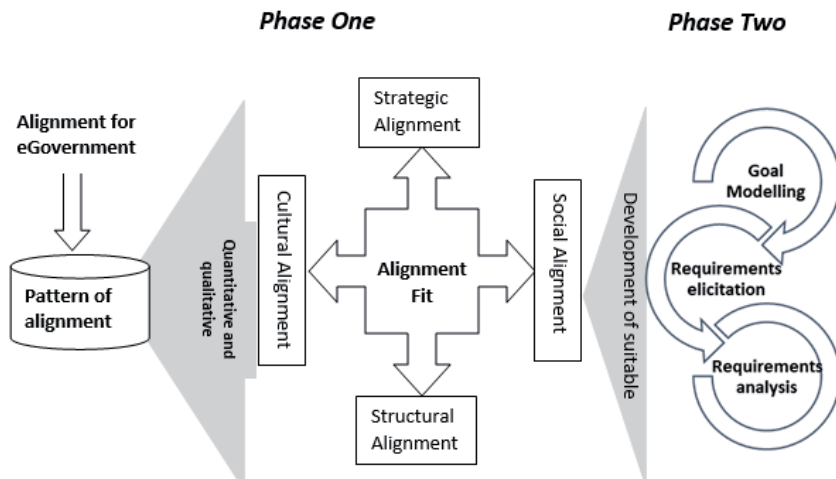 Phase One
Phase Two
Alignment for
eGovernment
Pattern of
alignment
Quantitative and
qualitative
Cultural Alignment
Strategic
Alignment
Alignment
Fit
Structural
Alignment
Social Alignment
Development of suitable
Goal
Modelling
Requirements
elicitation
Requirements
analysis